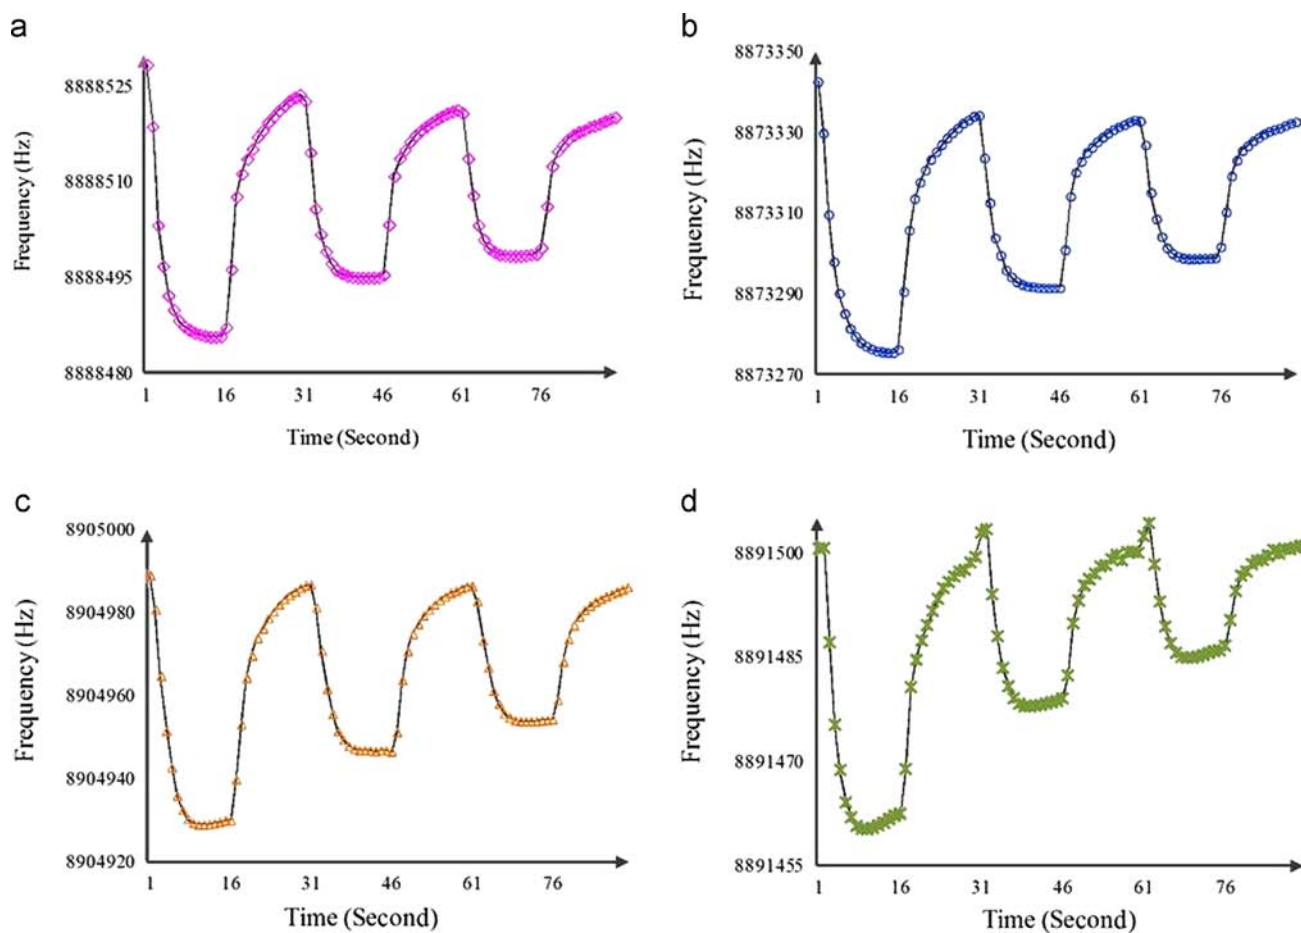 a
8888525
8888510
8888495
8888480
Frequency (Hz)
1 16 31 46 61 76
Time (Second)
b
8873350
8873330
8873310
8873290
8873270
Frequency (Hz)
1 16 31 46 61 76
Time (Second)
c
8905000
8904980
8904960
8904940
8904920
Frequency (Hz)
1 16 31 46 61 76
Time (Second)
d
8891500
8891485
8891470
8891455
Frequency (Hz)
1 16 31 46 61 76
Time (Second)